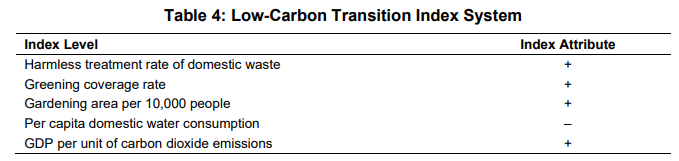 Table 4: Low-Carbon Transition Index System
Index Level Index Attribute
Harmless treatment rate of domestic waste +
Greening coverage rate +
Gardening area per 10,000 people +
Per capita domestic water consumption –
GDP per unit of carbon dioxide emissions +